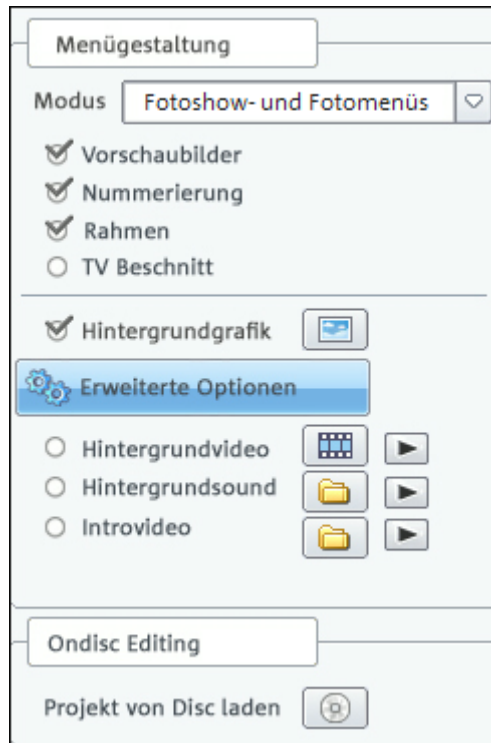 Menügestaltung
Modus Fotoshow- und Fotomenüs
Vorschaubilder
Nummerierung
Rahmen
TV Beschnitt
Hintergrundgrafik
Erweiterte Optionen
Hintergrundvideo
Hintergrundsound
Introvideo
Ondisc Editing
Projekt von Disc laden